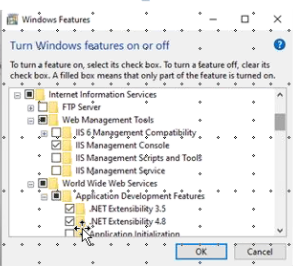 Windows Features
Turn Windows features on or off
To turn a feature on, select its check box. To turn a feature off, clear its
check box. A filled box means that only part of the feature is turned on.
Internet Information Services
FTP Server
Web Management Tools
IIS 6 Management Compatibility
IIS Management Console
IIS Management Scripts and Tools
IIS Management Service
World Wide Web Services
Application Development Features
.NET Extensibility 3.5
.NET Extensibility 4.8
Application Initialization
OK
Cancel